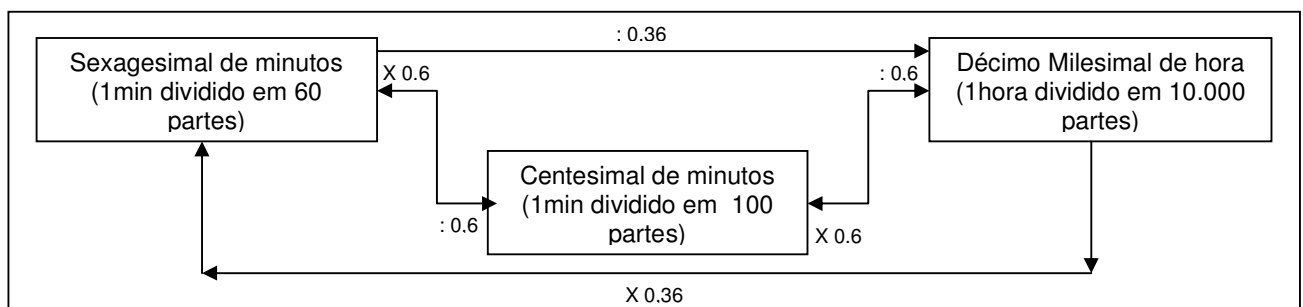 : 0.36
Sexagesimal de minutos
(1min dividido em 60
partes)
X 0.6
: 0.6
Décimo Milesimal de hora
(1hora dividido em 10.000
partes)
Centesimal de minutos
(1min dividido em 100
partes)
: 0.6
X 0.6
X 0,36